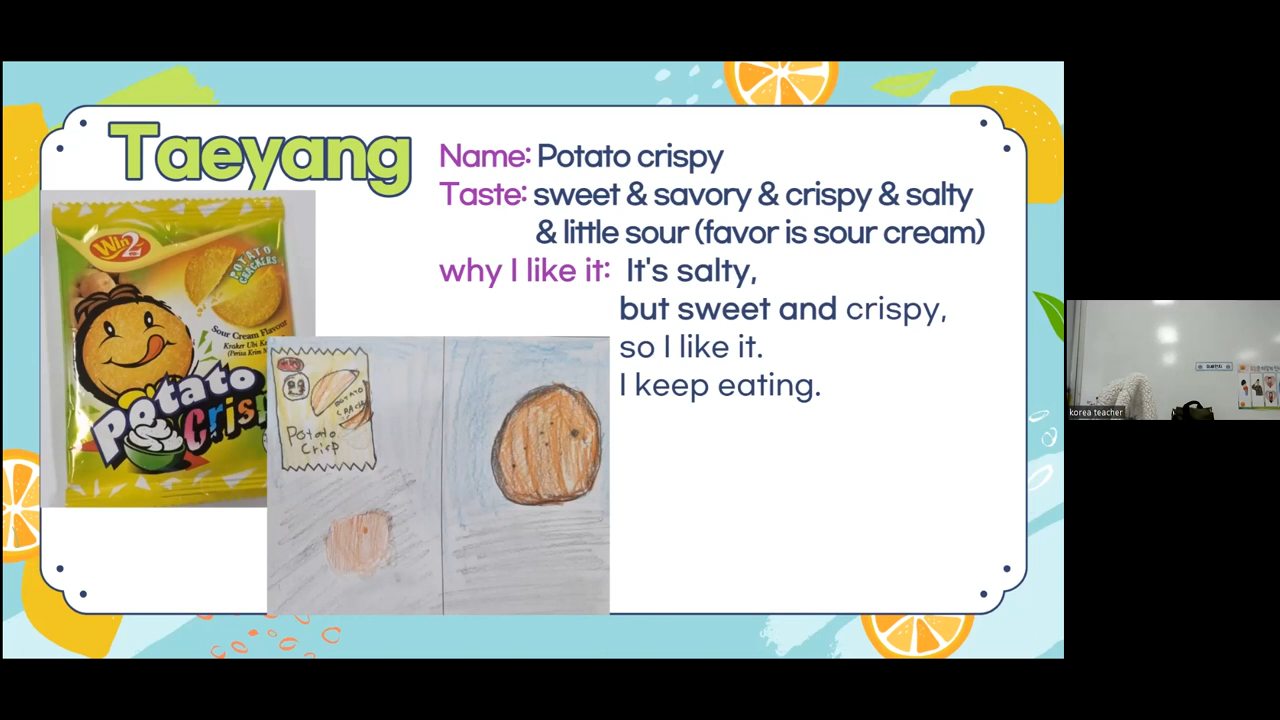 Taeyang
Name: Potato crispy
Taste: sweet & savory & crispy & salty
& little sour (favor is sour cream)
why I like it: It's salty,
but sweet and crispy,
so I like it.
I keep eating.
Win2
POTATO
CRACKERS
Sour Cream Flavour
Potato
Crisp
POTATO
Potato
Crisp
korea teacher